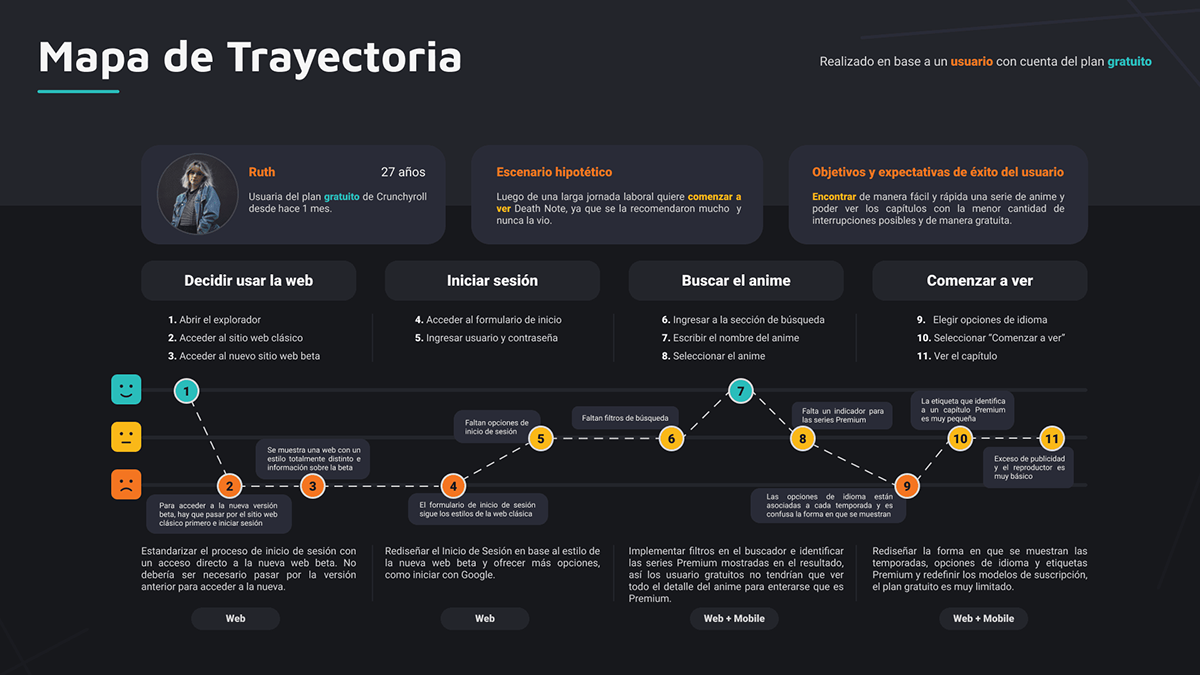 Mapa de Trayectoria
Realizado en base a un usuario con cuenta del plan gratuito
Ruth
27 años
Usuaria del plan gratuito de Crunchyroll
desde hace 1 mes.
Escenario hipotético
Luego de una larga jornada laboral quiere comenzar a
ver Death Note, ya que se la recomendaron mucho y
nunca la vio.
Objetivos y expectativas de éxito del usuario
Encontrar de manera fácil y rápida una serie de anime y
poder ver los capítulos con la menor cantidad de
interrupciones posibles y de manera gratuita.
Decidir usar la web
1. Abrir el explorador
2. Acceder al sitio web clásico
3. Acceder al nuevo sitio web beta
Iniciar sesión
4. Acceder al formulario de inicio
5. Ingresar usuario y contraseña
Buscar el anime
6. Ingresar a la sección de búsqueda
7. Escribir el nombre del anime
8. Seleccionar el anime
Comenzar a ver
9. Elegir opciones de idioma
10. Seleccionar “Comenzar a ver”
11. Ver el capítulo
1
2
Para acceder a la nueva versión
beta, hay que pasar por el sitio web
clásico primero e iniciar sesión
Se muestra una web con un
estilo totalmente distinto e
información sobre la beta
3
4
El formulario de inicio de sesión
sigue los estilos de la web clásica
Faltan opciones de
inicio de sesión
5
Faltan filtros de búsqueda
6
7
Falta un indicador para
las series Premium
8
Las opciones de idioma están
asociadas a cada temporada y es
confusa la forma en que se muestran
9
La etiqueta que identifica
a un capítulo Premium
es muy pequeña
10
11
Exceso de publicidad
y el reproductor es
muy básico
Estandarizar el proceso de inicio de sesión con
un acceso directo a la nueva web beta. No
debería ser necesario pasar por la versión
anterior para acceder a la nueva.
Web
Rediseñar el Inicio de Sesión en base al estilo de
la nueva web beta y ofrecer más opciones,
como iniciar con Google.
Web
Implementar filtros en el buscador e identificar
las series Premium mostradas en el resultado,
así los usuario gratuitos no tendrían que ver
todo el detalle del anime para enterarse que es
Premium.
Web + Mobile
Rediseñar la forma en que se muestran las
temporadas, opciones de idioma y etiquetas
Premium y redefinir los modelos de suscripción,
el plan gratuito es muy limitado.
Web + Mobile